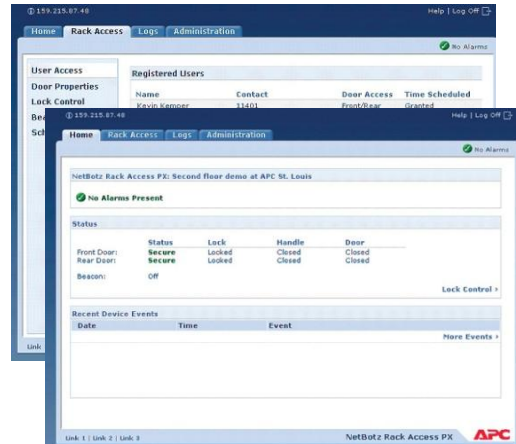 159.215.87.48
Help | Log Off
Home Rack Access Logs Administration
No Alarms
User Access
Door Properties
Lock Control
Registered Users
Name Contact Door Access Time Scheduled
Kevin Kemper 11401 Front/Rear Granted
Link
159.215.87.48
Help | Log Off
Home Rack Access Logs Administration
No Alarms
NetBotz Rack Access PX: Second floor demo at APC St. Louis
No Alarms Present
Status
Status Lock Handle Door
Front Door: Secure Locked Closed Closed
Rear Door: Secure Locked Closed Closed
Beacon: Off
Lock Control ›
Recent Device Events
Date Time Event
More Events ›
Link 1 | Link 2 | Link 3
NetBotz Rack Access PX
APC